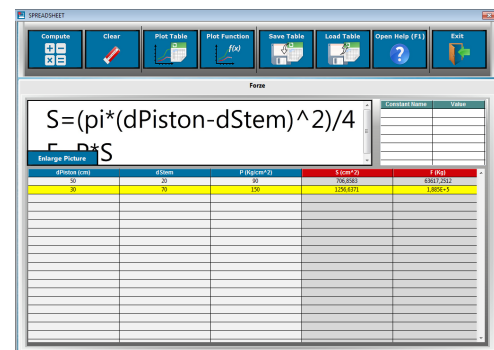 SPREADSHEET
Compute Clear Plot Table Plot Function Save Table Load Table Open Help (F1) Exit
f(x)
?
Forze
S=(pi*(dPiston-dStem)^2)/4
F=P*S
Enlarge Picture
Constant Name Value
dPiston (cm) dStem P (Kg/cm^2) S (cm^2) F (Kg)
50 20 90 706,8583 63617,2512
30 70 150 1256,6371 1,885E+5